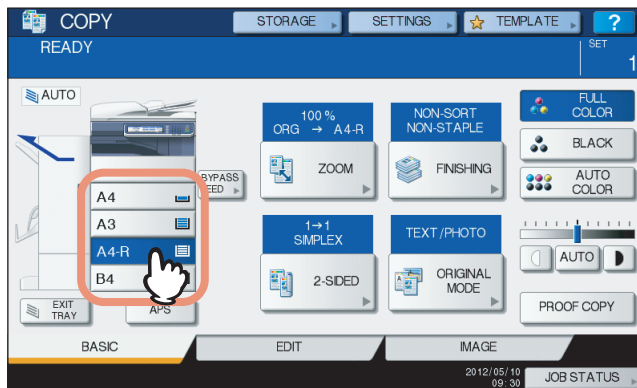 COPY
STORAGE
SETTINGS
TEMPLATE
?
READY
SET
1
AUTO
100 %
ORG → A4-R
ZOOM
NON-SORT
NON-STAPLE
FINISHING
FULL
COLOR
BLACK
AUTO
COLOR
BYPASS
FEED
A4
A3
A4-R
B4
1→1
SIMPLEX
2-SIDED
TEXT/PHOTO
ORIGINAL
MODE
AUTO
EXIT
TRAY
APS
PROOF COPY
BASIC
EDIT
IMAGE
2012/05/10
09:30
JOB STATUS